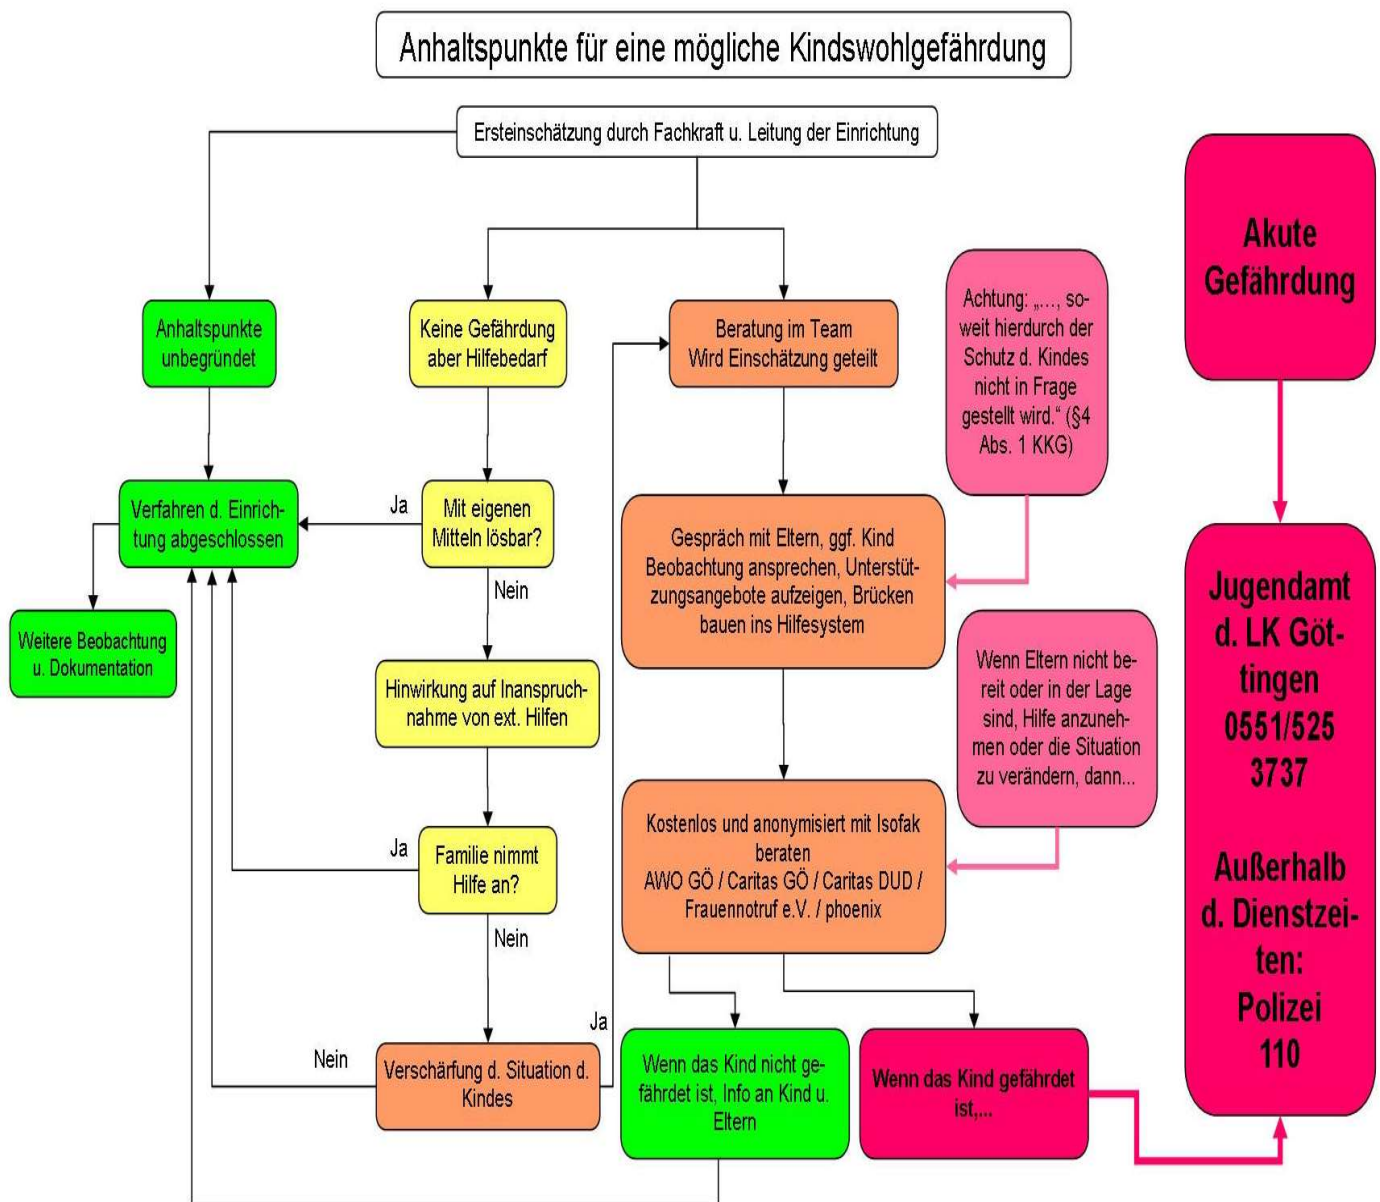 Anhaltspunkte für eine mögliche Kindswohlgefährdung
Ersteinschätzung durch Fachkraft u. Leitung der Einrichtung
Akute
Gefährdung
Achtung: „…, so-
weit hierdurch der
Schutz d. Kindes
nicht in Frage
gestellt wird.“ (§4
Abs. 1 KKG)
Anhaltspunkte
unbegründet
Keine Gefährdung
aber Hilfebedarf
Beratung im Team
Wird Einschätzung geteilt
Verfahren d. Einrich-
tung abgeschlossen
Ja
Mit eigenen
Mitteln lösbar?
Nein
Gespräch mit Eltern, ggf. Kind
Beobachtung ansprechen, Unterstüt-
zungsangebote aufzeigen, Brücken
bauen ins Hilfesystem
Jugendamt
d. LK Göt-
tingen
0551/525
3737
Außerhalb
d. Dienstzei-
ten:
Polizei
110
Weitere Beobachtung
u. Dokumentation
Hinwirkung auf Inanspruch-
nahme von ext. Hilfen
Wenn Eltern nicht be-
reit oder in der Lage
sind, Hilfe anzuneh-
men oder die Situation
zu verändern, dann...
Ja
Familie nimmt
Hilfe an?
Nein
Kostenlos und anonymisiert mit Isofak
beraten
AWO GÖ / Caritas GÖ / Caritas DUD /
Frauennotruf e.V. / phoenix
Nein
Verschärfung d. Situation d.
Kindes
Ja
Wenn das Kind nicht ge-
fährdet ist, Info an Kind u.
Eltern
Wenn das Kind gefährdet
ist,...